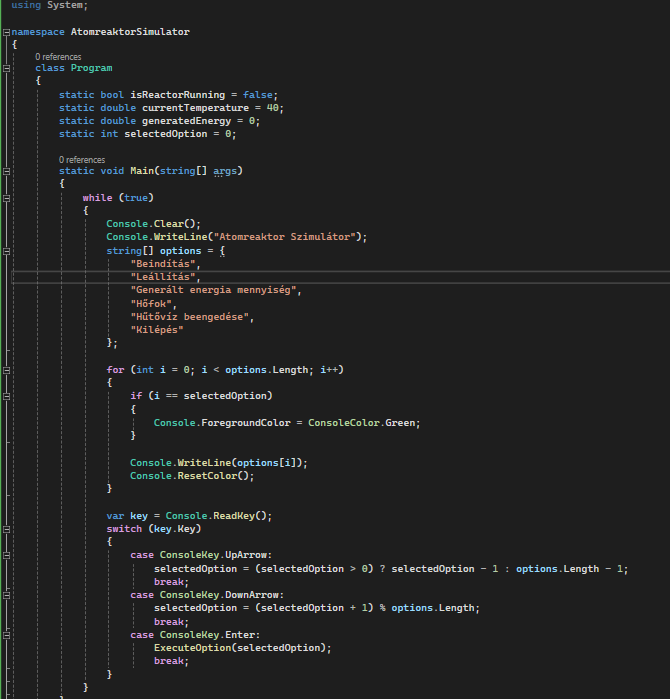 using System;
namespace AtomreaktorSimulator
{
0 references
class Program
{
static bool isReactorRunning = false;
static double currentTemperature = 40;
static double generatedEnergy = 0;
static int selectedOption = 0;
0 references
static void Main(string[] args)
{
while (true)
{
Console.Clear();
Console.WriteLine("Atomreaktor Szimulátor");
string[] options = {
"Beindítás",
"Leállítás",
"Generált energia mennyiség",
"Hőfok",
"Hűtővíz beengedése",
"Kilépés"
};
for (int i = 0; i < options.Length; i++)
{
if (i == selectedOption)
{
Console.ForegroundColor = ConsoleColor.Green;
}
Console.WriteLine(options[i]);
Console.ResetColor();
}
var key = Console.ReadKey();
switch (key.Key)
{
case ConsoleKey.UpArrow:
selectedOption = (selectedOption > 0) ? selectedOption - 1 : options.Length - 1;
break;
case ConsoleKey.DownArrow:
selectedOption = (selectedOption + 1) % options.Length;
break;
case ConsoleKey.Enter:
ExecuteOption(selectedOption);
break;
}
}